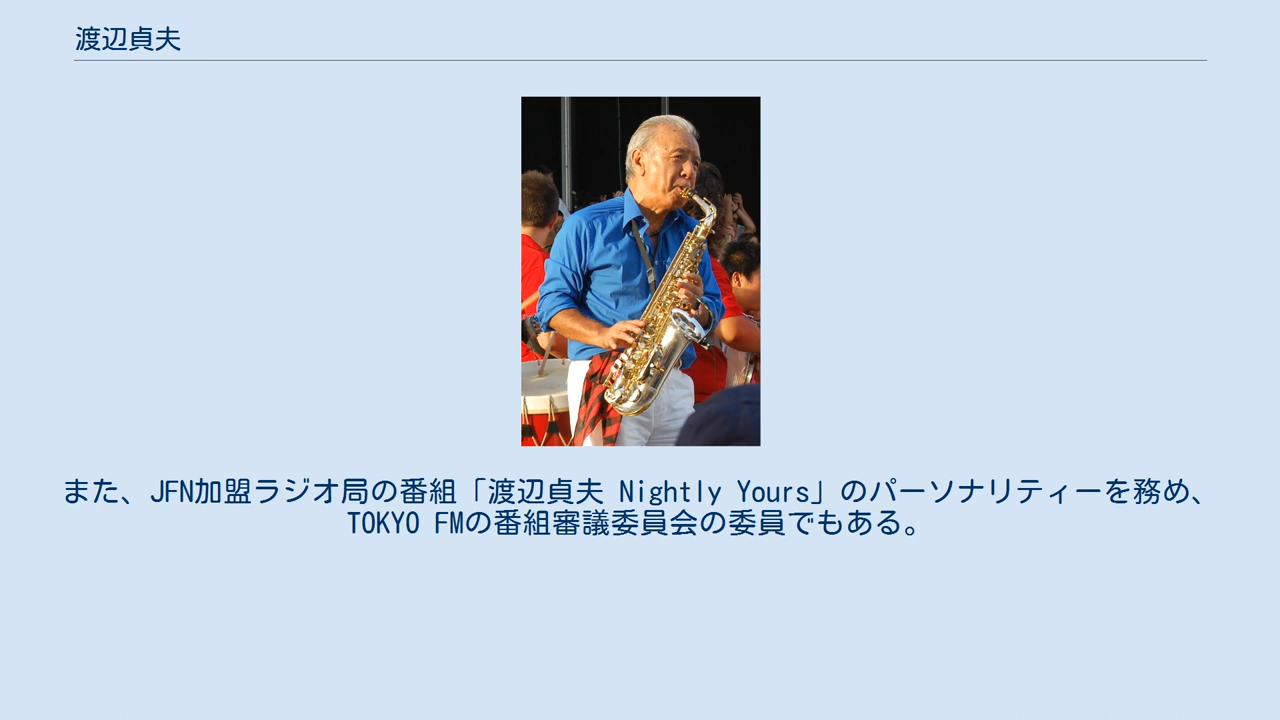 渡辺貞夫
また、JFN加盟ラジオ局の番組「渡辺貞夫 Nightly Yours」のパーソナリティーを務め、
TOKYO FMの番組審議委員会の委員でもある。